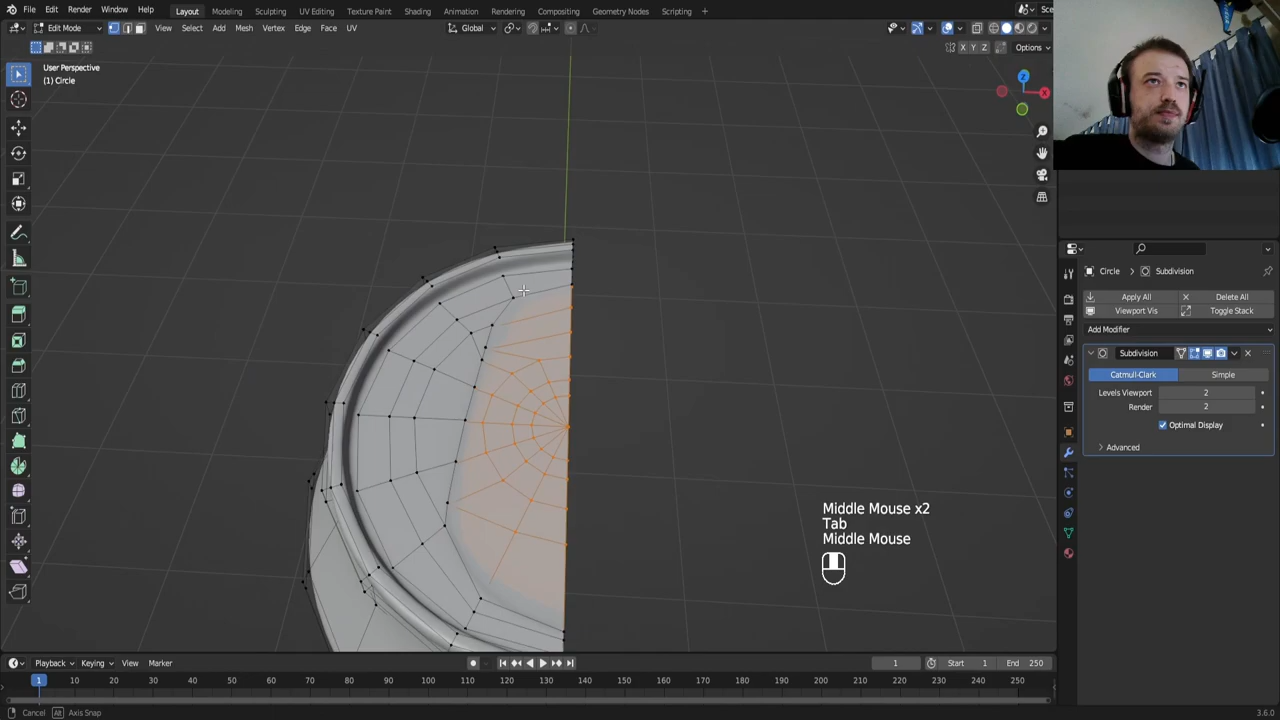 File Edit Render Window Help Layout Modeling Sculpting UV Editing Texture Paint Shading Animation Rendering Compositing Geometry Nodes Scripting + Sce
Edit Mode View Select Add Mesh Vertex Edge Face UV Global
X Y Z Options
User Perspective
(1) Circle
Z
X
Circle Subdivision
Apply All Delete All
Viewport Vis Toggle Stack
Add Modifier
Subdivision
Catmull-Clark Simple
Levels Viewport 2
Render 2
Optimal Display
Advanced
Middle Mouse x2
Tab
Middle Mouse
Playback Keying View Marker 1 Start 1 End 250
1 10 20 30 40 50 60 70 80 90 100 110 120 130 140 150 160 170 180 190 200 210 220 230 240 250
Cancel Alt Axis Snap 3.6.0